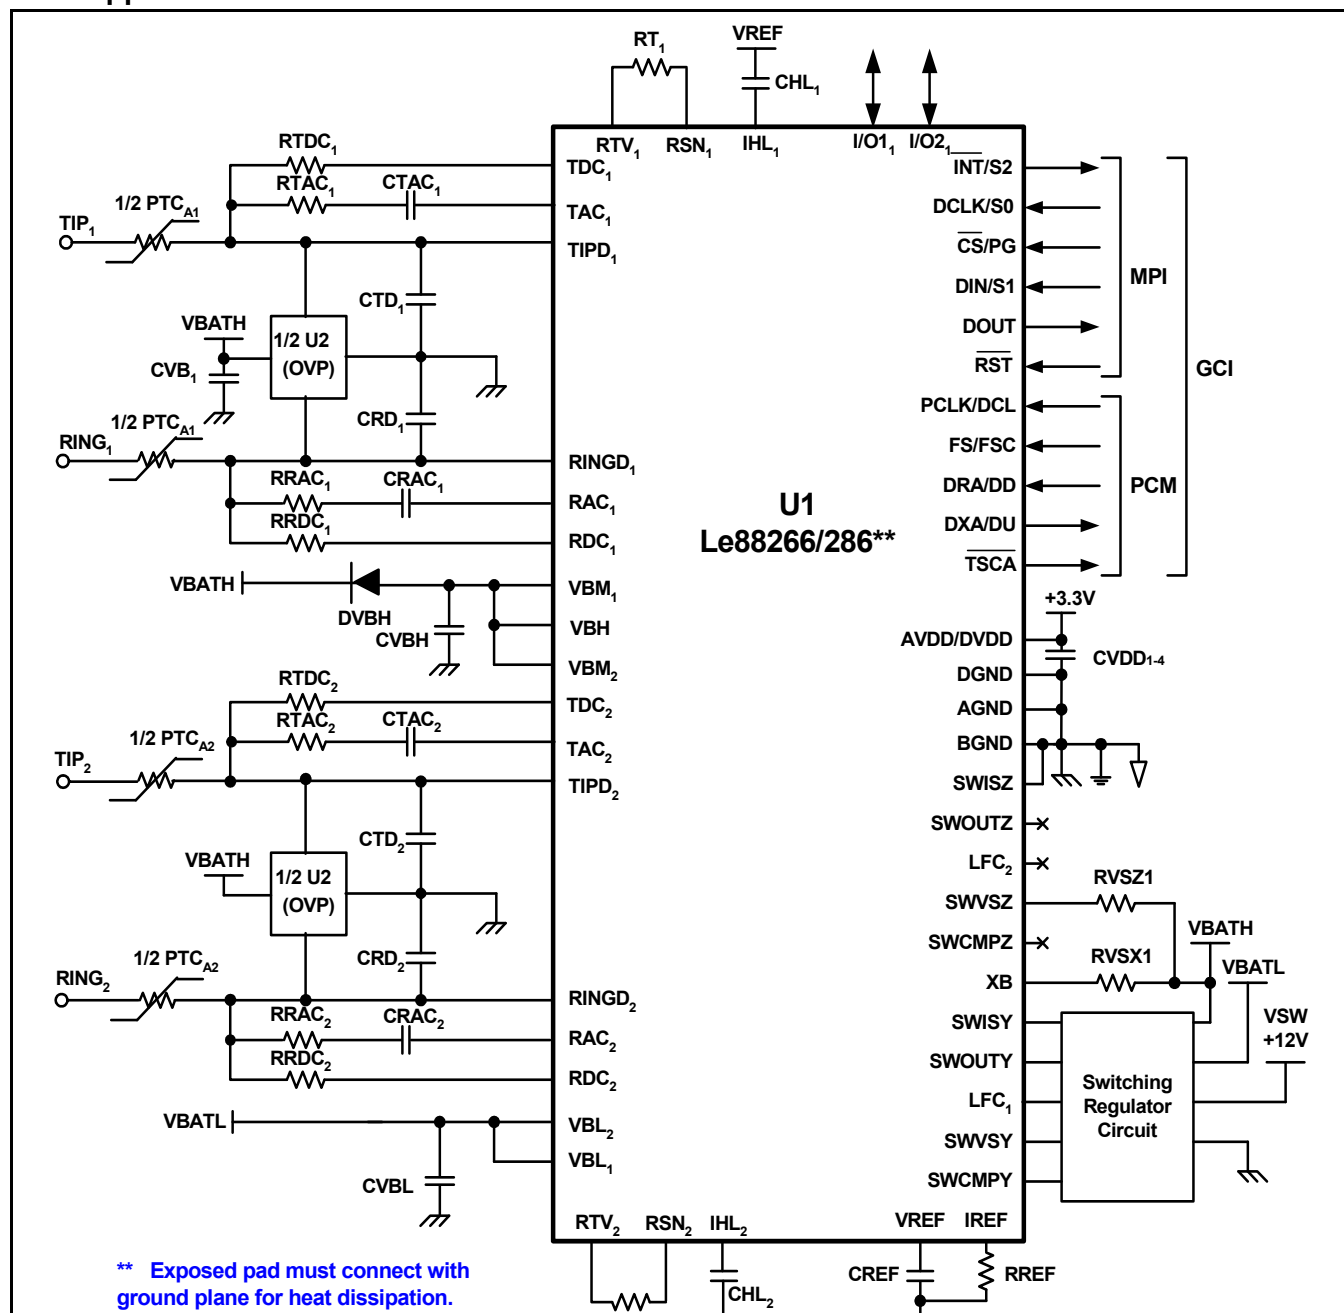 RT1
VREF
CHL1
RTV1 RSN1 IHL1 I/O11 I/O21
RTDC1
TDC1
RTAC1 CTAC1
TAC1
1/2 PTCA1
TIP1
TIPD1
CTD1
VBATH
1/2 U2
(OVP)
CVB1
CRD1
1/2 PTCA1
RING1
RINGD1
RRAC1 CRAC1
RAC1
RRDC1
RDC1
VBATH
DVBH
CVBH
VBM1
VBH
VBM2
RTDC2
TDC2
RTAC2 CTAC2
TAC2
1/2 PTCA2
TIP2
TIPD2
CTD2
VBATH
1/2 U2
(OVP)
CRD2
1/2 PTCA2
RING2
RINGD2
RRAC2 CRAC2
RAC2
RRDC2
RDC2
VBATL
VBL2
VBL1
CVBL
U1
Le88266/286**
INT/S2
DCLK/S0
CS/PG
DIN/S1
DOUT
RST
MPI
GCI
PCLK/DCL
FS/FSC
DRA/DD
DXA/DU
TSCA
PCM
+3.3V
AVDD/DVDD
CVDD1-4
DGND
AGND
BGND
SWISZ
SWOUTZ
LFC2
SWVSZ
RVSZ1
SWCMPZ
VBATH
XB
RVSX1
VBATL
SWISY
VSW
+12V
SWOUTY
LFC1
SWVSY
SWCMPY
Switching
Regulator
Circuit
RTV2 RSN2 IHL2 VREF IREF
CHL2
CREF
RREF
** Exposed pad must connect with
ground plane for heat dissipation.